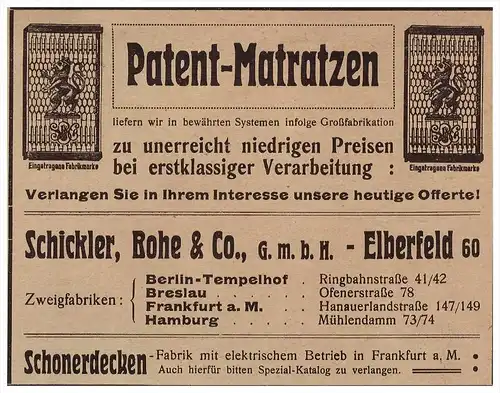 Patent-Matratzen
liefern wir in bewährten Systemen infolge Großfabrikation
zu unerreicht niedrigen Preisen
bei erstklassiger Verarbeitung :
Eingetragene Fabrikmarke
Eingetragene Fabrikmarke
Verlangen Sie in Ihrem Interesse unsere heutige Offerte!
Schickler, Bohe & Co., G. m. b. H. - Elberfeld 60
Zweigfabriken :
Berlin-Tempelhof . Ringbahnstraße 41/42
Breslau . . . . . . Ofenerstraße 78
Frankfurt a. M. . . Hanauerlandstraße 147/149
Hamburg . . . . . Mühlendamm 73/74
Schonerdecken - Fabrik mit elektrischem Betrieb in Frankfurt a. M.
Auch hierfür bitten Spezial-Katalog zu verlangen.